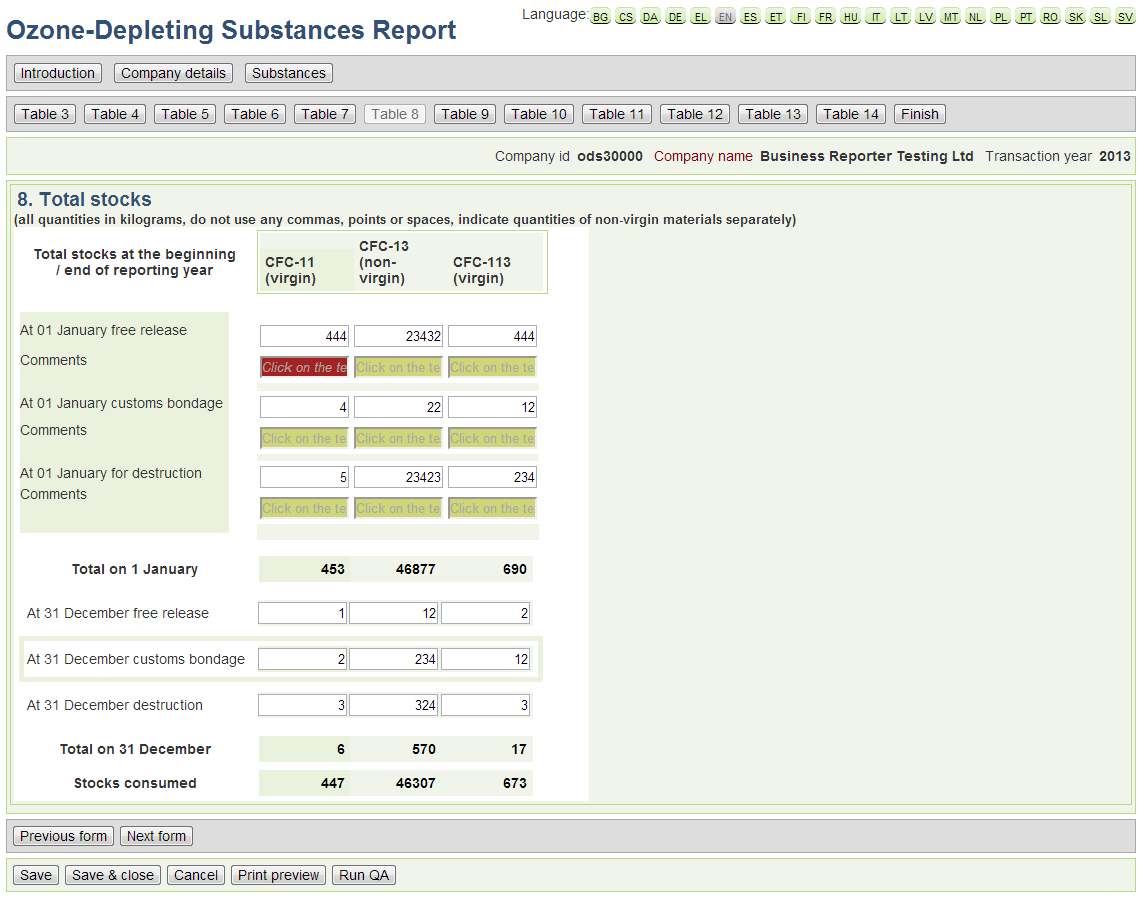 Language: BG CS DA DE EL EN ES ET FI FR HU IT LT LV MT NL PL PT RO SK SL SV
Ozone-Depleting Substances Report
Introduction Company details Substances
Table 3 Table 4 Table 5 Table 6 Table 7 Table 8 Table 9 Table 10 Table 11 Table 12 Table 13 Table 14 Finish
Company id ods30000 Company name Business Reporter Testing Ltd Transaction year 2013
8. Total stocks
(all quantities in kilograms, do not use any commas, points or spaces, indicate quantities of non-virgin materials separately)
Total stocks at the beginning
/ end of reporting year
CFC-11
(virgin)
CFC-13
(non-
virgin)
CFC-113
(virgin)
At 01 January free release 444 23432 444
Comments Click on the te Click on the te Click on the te
At 01 January customs bondage 4 22 12
Comments Click on the te Click on the te Click on the te
At 01 January for destruction 5 23423 234
Comments Click on the te Click on the te Click on the te
Total on 1 January 453 46877 690
At 31 December free release 1 12 2
At 31 December customs bondage 2 234 12
At 31 December destruction 3 324 3
Total on 31 December 6 570 17
Stocks consumed 447 46307 673
Previous form Next form
Save Save & close Cancel Print preview Run QA